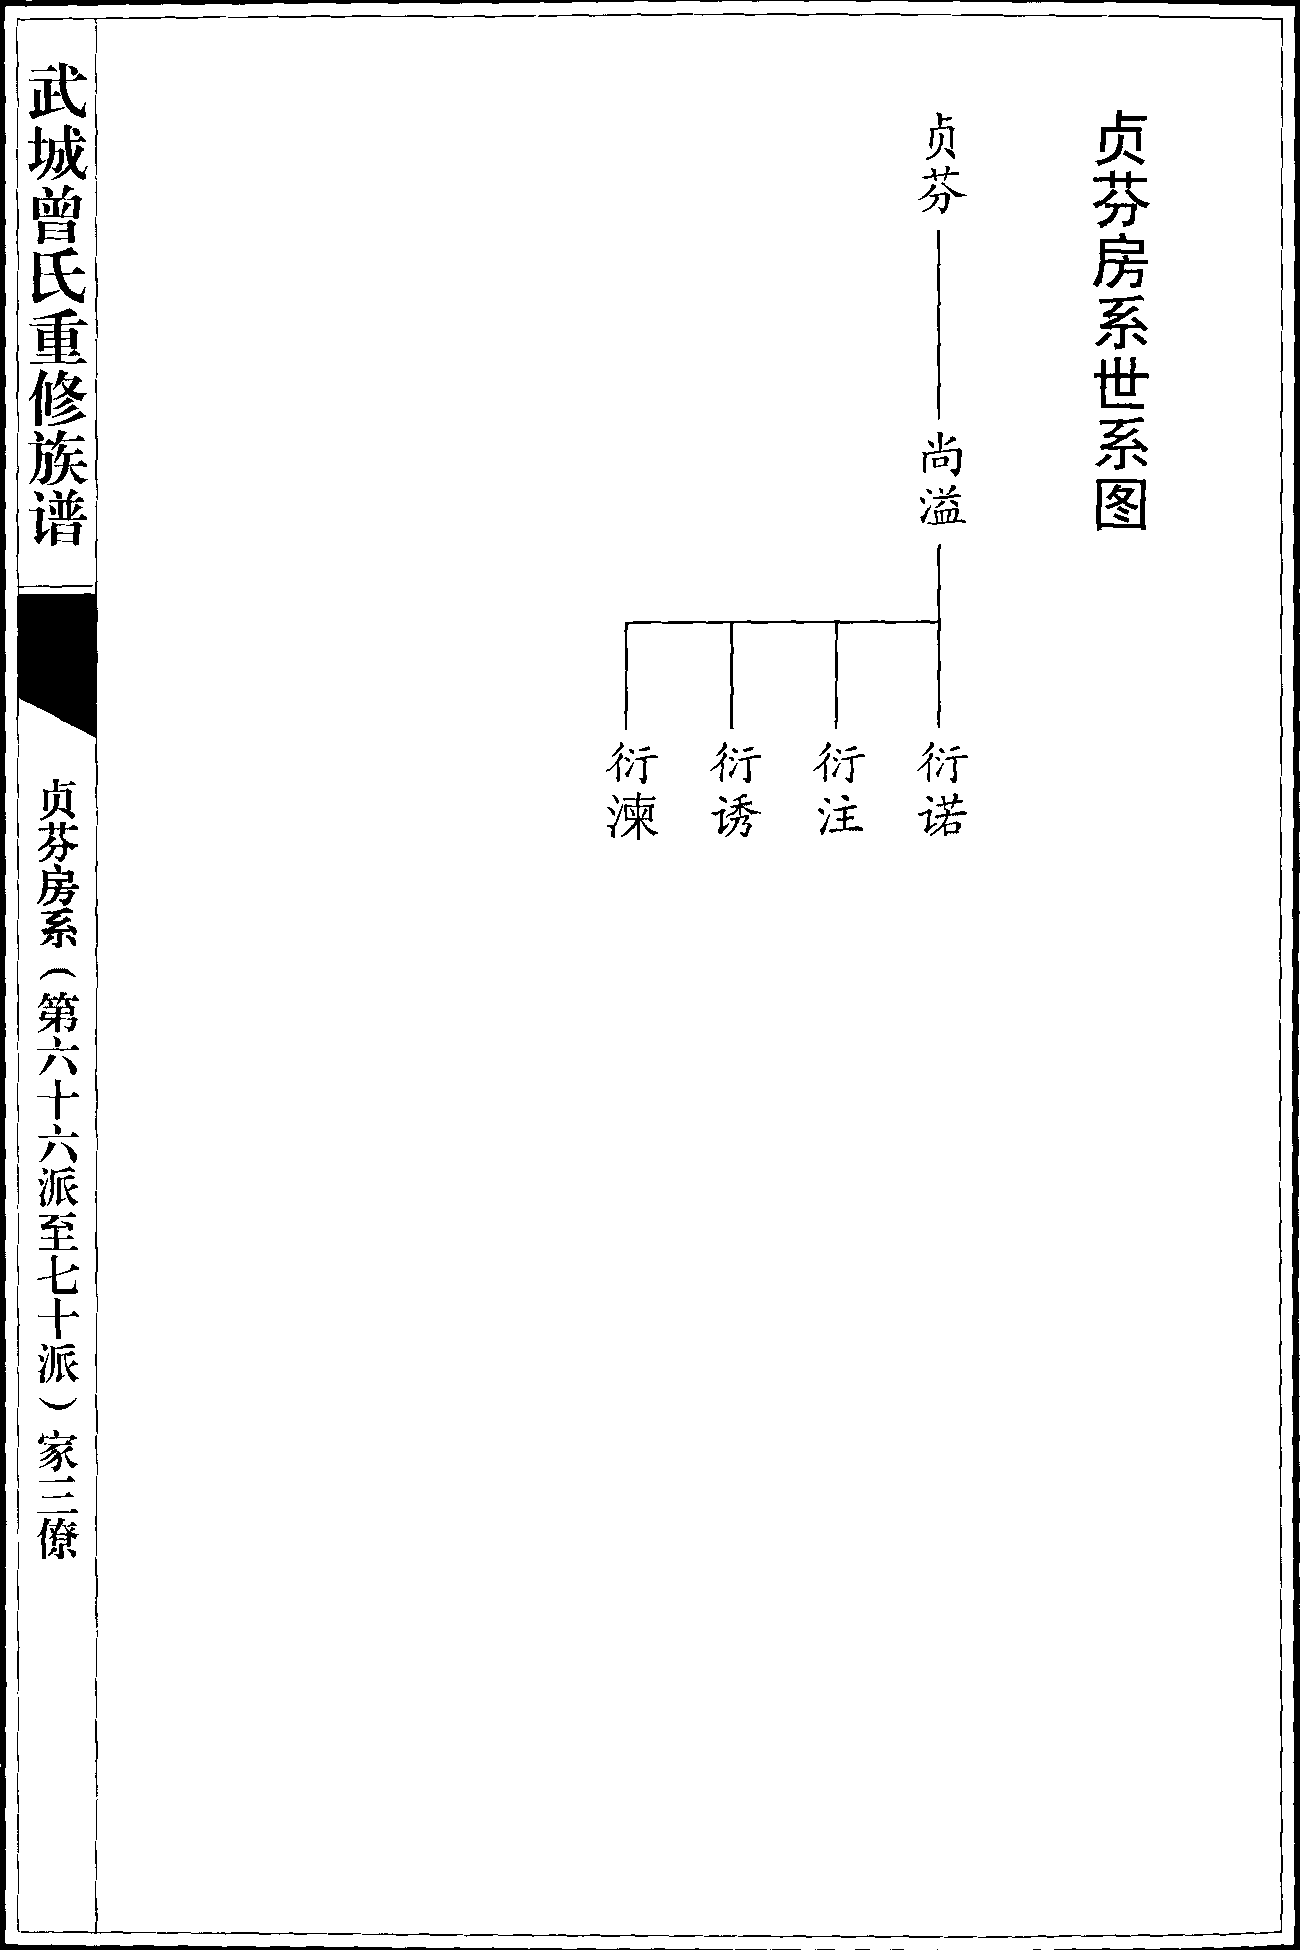 贞芬房系世系图
贞芬
尚溢
衍诺
衍注
衍诱
衍涑
武城曾氏重修族谱
贞芬房系（第六十六派至七十派）家三僚